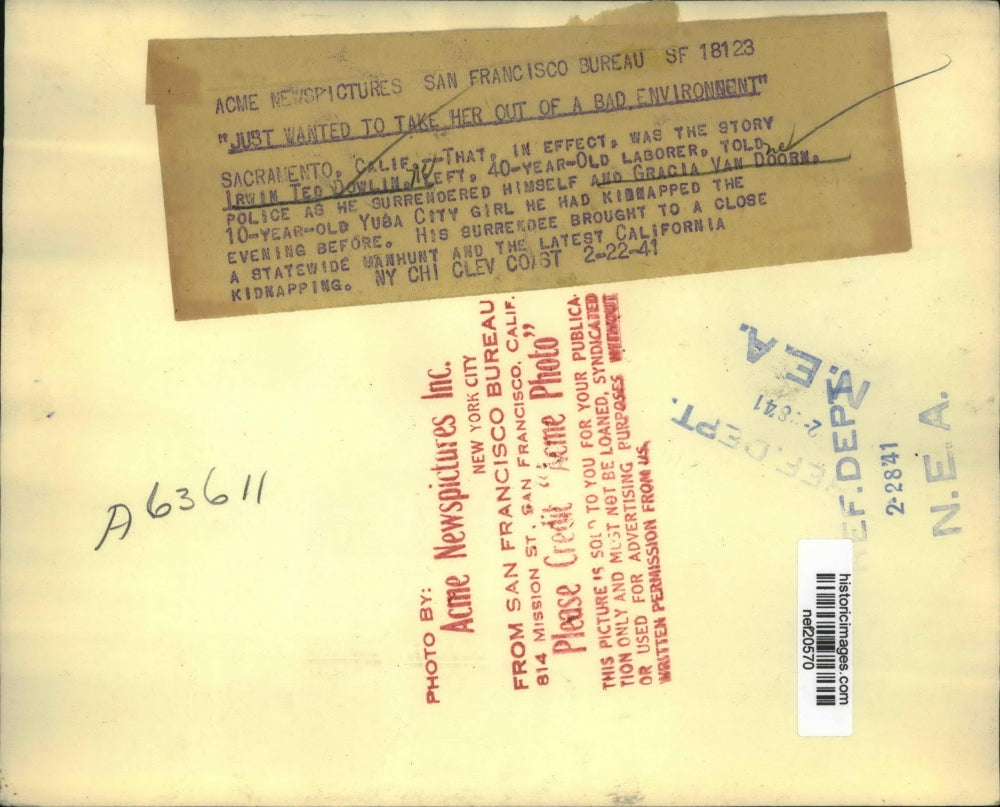 ACME NEWSPICTURES SAN FRANCISCO BUREAU SF 18123
"JUST WANTED TO TAKE HER OUT OF A BAD ENVIRONMENT"
SACRAMENTO, CALIF.--THAT, IN EFFECT, WAS THE STORY
IRWIN TED DOWLIN, LEFT, 40-YEAR-OLD LABORER, TOLD
POLICE AS HE SURRENDERED HIMSELF AND GRACIA VAN DOORN,
10-YEAR-OLD YUBA CITY GIRL HE HAD KIDNAPPED THE
EVENING BEFORE. HIS SURRENDEE BROUGHT TO A CLOSE
A STATEWIDE MANHUNT AND THE LATEST CALIFORNIA
KIDNAPPING. NY CHI CLEV COAST 2-22-41
A63611
PHOTO BY:
Acme Newspictures Inc.
NEW YORK CITY
FROM SAN FRANCISCO BUREAU
814 MISSION ST., SAN FRANCISCO, CALIF.
Please Credit "Acme Photo"
THIS PICTURE IS SOLD TO YOU FOR YOUR PUBLICA-
TION ONLY AND MUST NOT BE LOANED, SYNDICATED
OR USED FOR ADVERTISING PURPOSES WITHOUT
WRITTEN PERMISSION FROM US.
N.E.A.
2-2841
REF.DEPT.
EF.DEPT.
2-28'41
N.E.A.
historicimages.com
nef20570